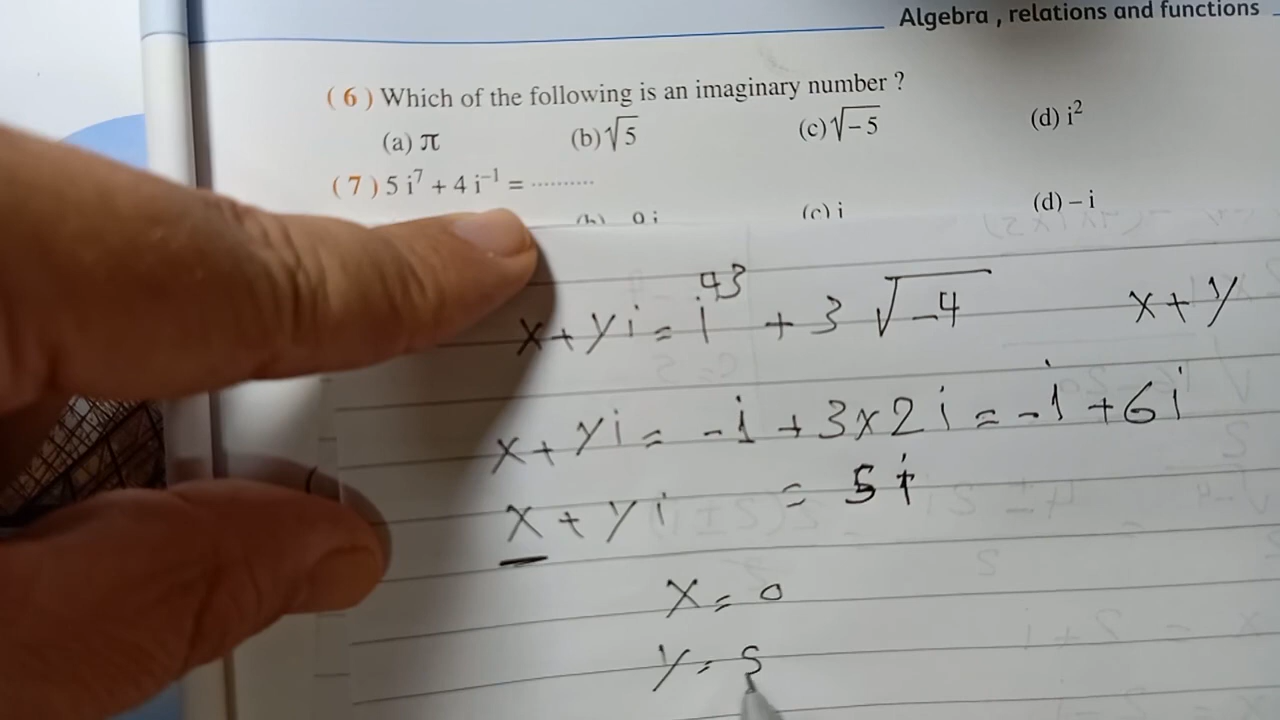 Algebra , relations and functions
( 6 ) Which of the following is an imaginary number ?
(a) π (b) √5 (c) √-5 (d) i²
( 7 ) 5 i⁷ + 4 i⁻¹ = ..........
(c) i (d) – i
x + yi = i⁴³ + 3 √-4 x + y
x + yi = -i + 3 × 2 i = -i + 6 i
x + yi = 5 i
x = 0
y = 5